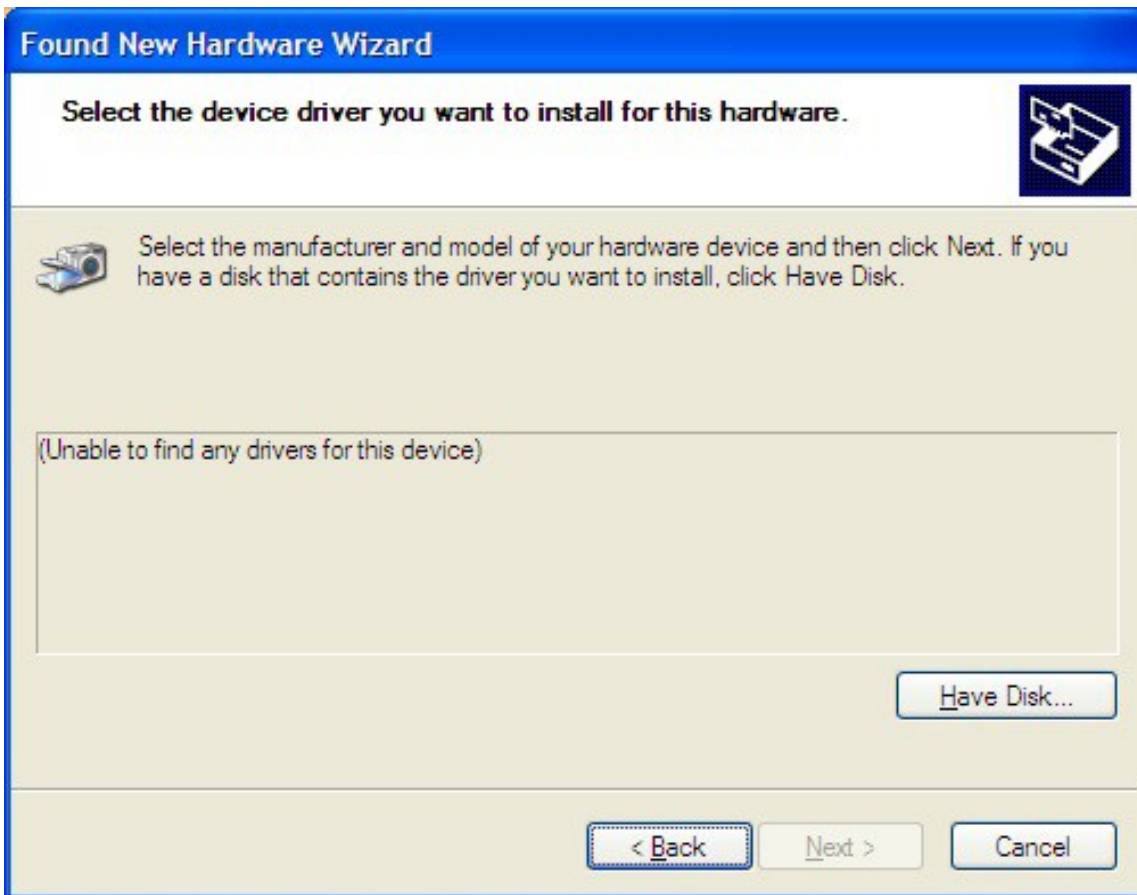 Found New Hardware Wizard
Select the device driver you want to install for this hardware.
Select the manufacturer and model of your hardware device and then click Next. If you
have a disk that contains the driver you want to install, click Have Disk.
(Unable to find any drivers for this device)
Have Disk...
< Back
Next >
Cancel